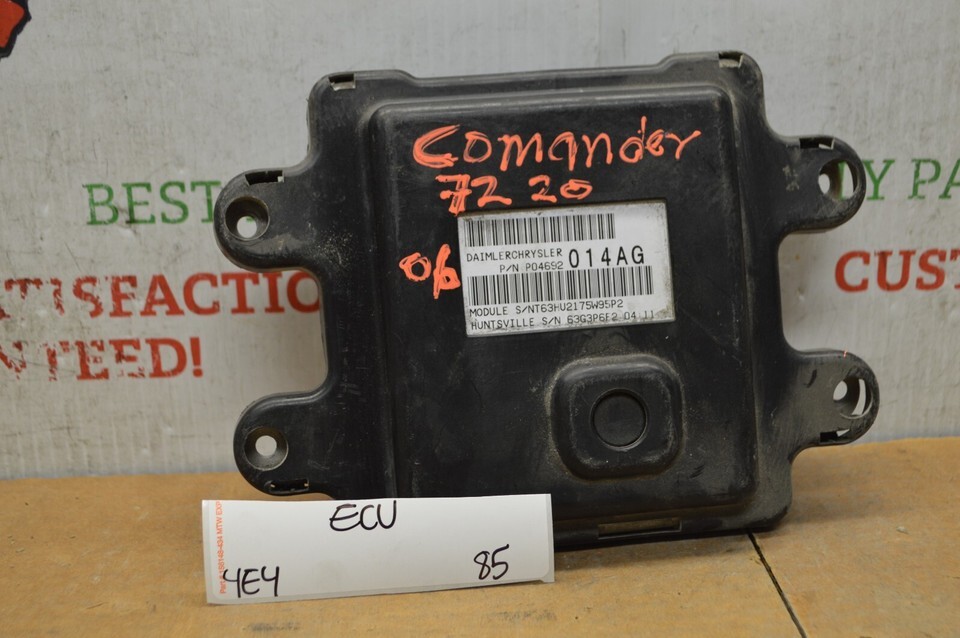 Comander
72 20
06
DAIMLERCHRYSLER
P/N P04692 014AG
MODULE S/NT63HU2175W95P2
HUNTSVILLE S/N 63G3P6F2 04 11
BEST
SATISFACTIO
NTEED!
Y PA
CUST
ECU
4E4 85